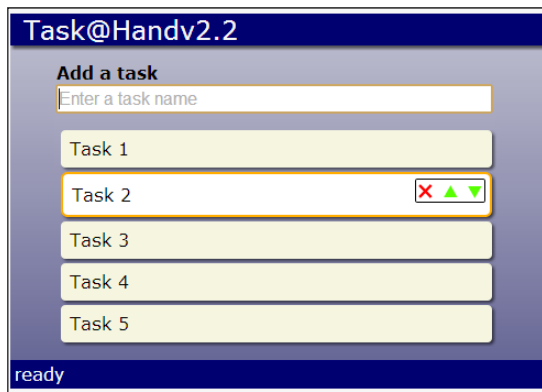 Task@Handv2.2
Add a task
Enter a task name
Task 1
Task 2
Task 3
Task 4
Task 5
ready